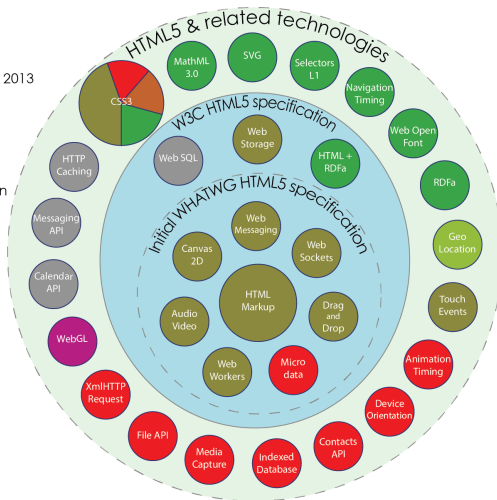 HTML5 & related technologies
2013
n
CSS3
MathML
3.0
SVG
Selectors
L1
Navigation
Timing
Web Open
Font
RDFa
Geo
Location
Touch
Events
Animation
Timing
Device
Orientation
Contacts
API
Indexed
Database
Media
Capture
File API
XmlHTTP
Request
WebGL
Calendar
API
Messaging
API
HTTP
Caching
W3C HTML5 specification
Web SQL
Web
Storage
HTML +
RDFa
Initial WHATWG HTML5 specification
Web
Messaging
Canvas
2D
Web
Sockets
HTML
Markup
Audio
Video
Drag
and
Drop
Web
Workers
Micro
data